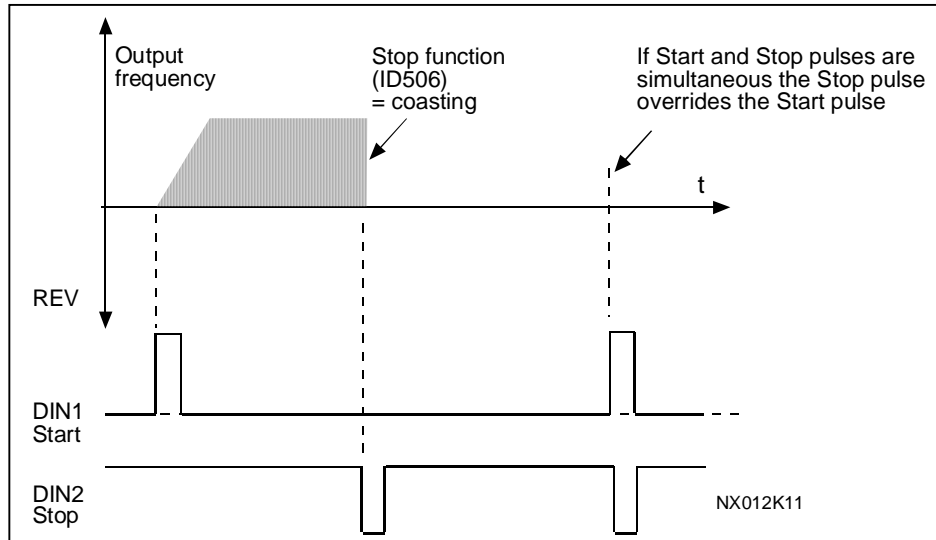 Output
frequency
Stop function
(ID506)
= coasting
If Start and Stop pulses are
simultaneous the Stop pulse
overrides the Start pulse
t
REV
DIN1
Start
DIN2
Stop
NX012K11